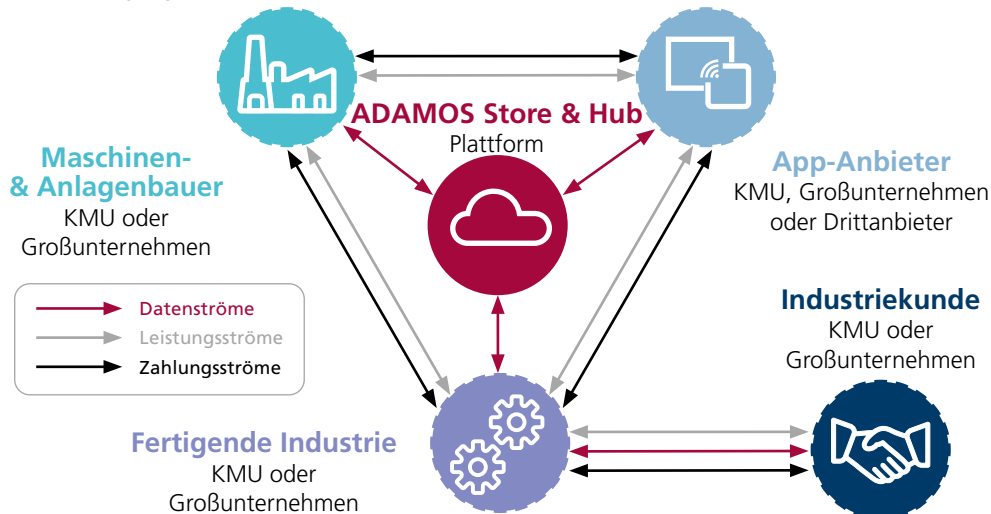 ADAMOS Store & Hub
Plattform
Maschinen-
& Anlagenbauer
KMU oder
Großunternehmen
App-Anbieter
KMU, Großunternehmen
oder Drittanbieter
Datenströme
Leistungsströme
Zahlungsströme
Industriekunde
KMU oder
Großunternehmen
Fertigende Industrie
KMU oder
Großunternehmen